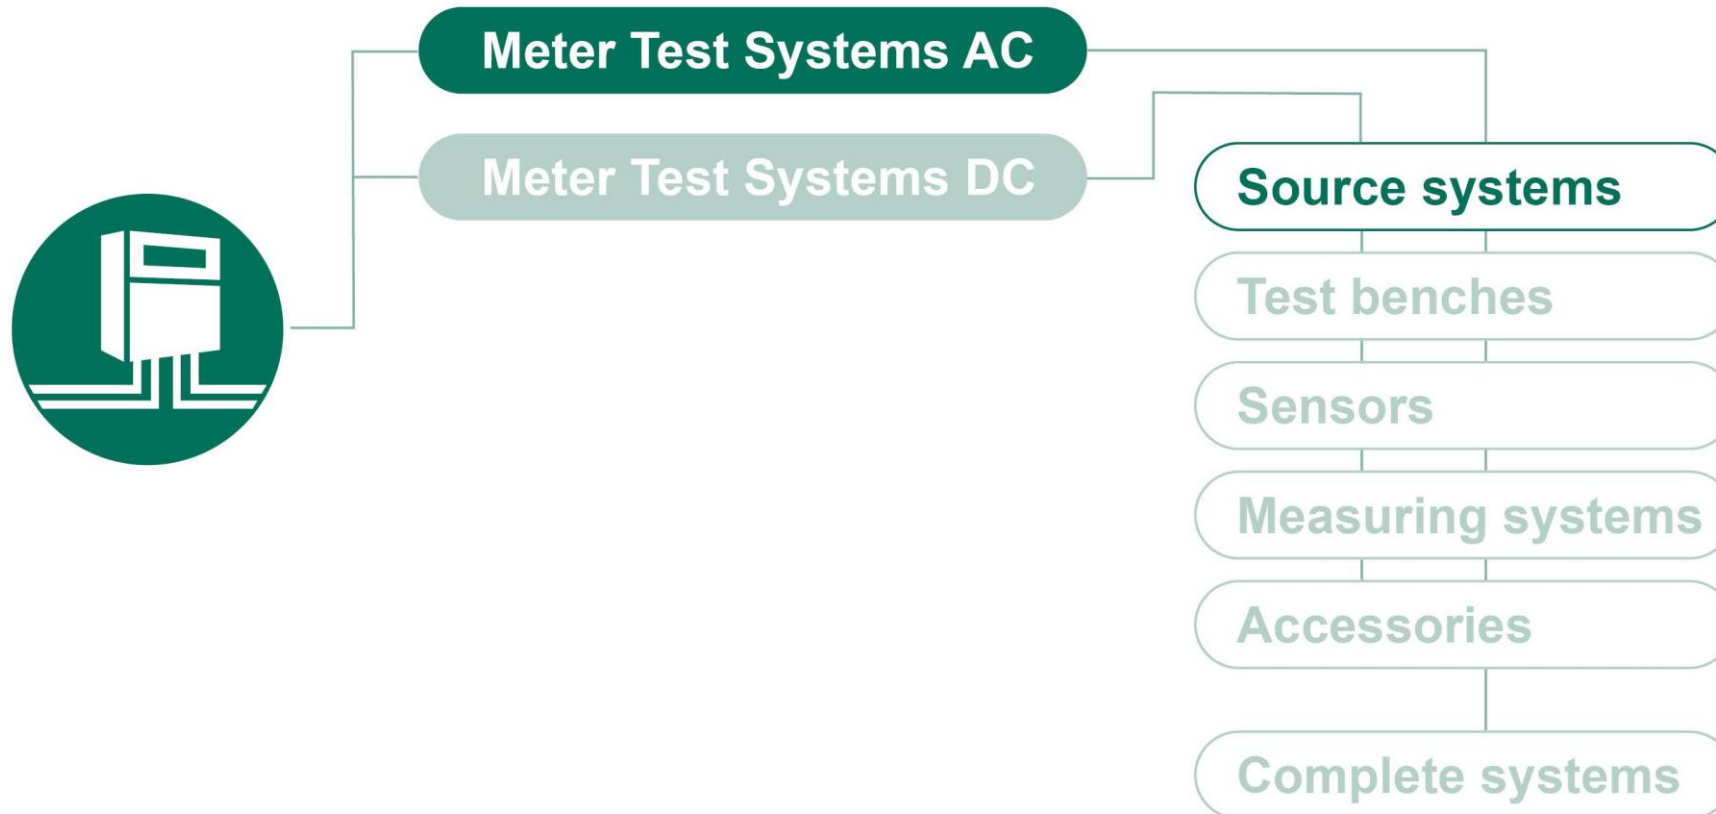 Meter Test Systems AC
Meter Test Systems DC
Source systems
Test benches
Sensors
Measuring systems
Accessories
Complete systems